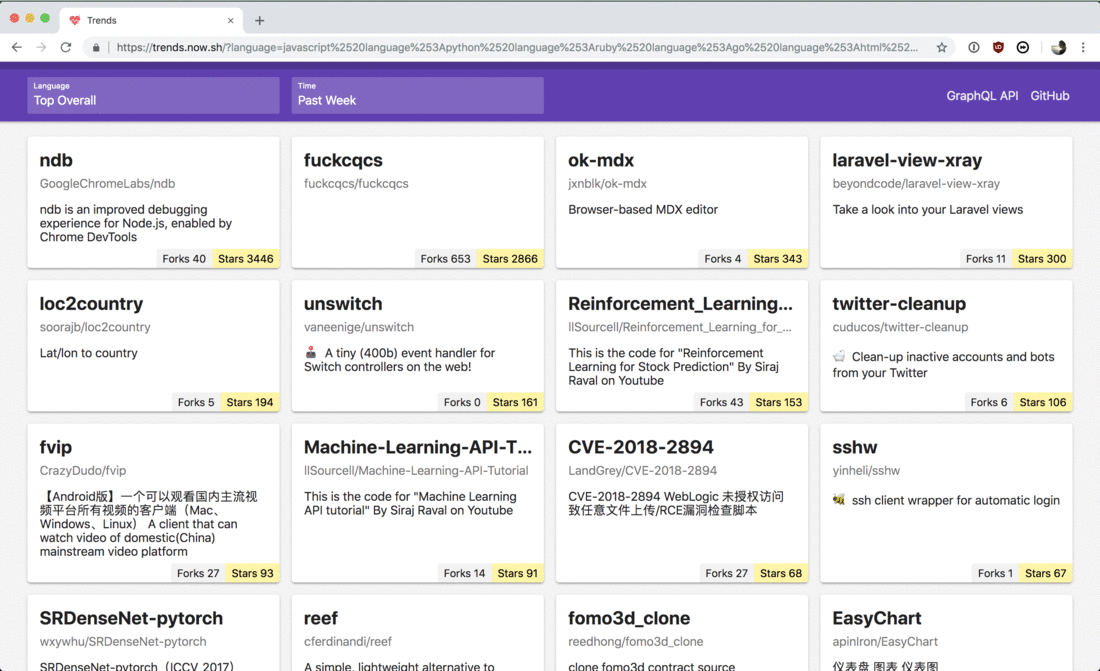 Trends
https://trends.now.sh/?language=javascript%2520language%253Apython%2520language%253Aruby%2520language%253Ago%2520language%253Ahtml%252...
Language
Top Overall
Time
Past Week
GraphQL API GitHub
ndb
GoogleChromeLabs/ndb
ndb is an improved debugging
experience for Node.js, enabled by
Chrome DevTools
Forks 40 Stars 3446
fuckcqcs
fuckcqcs/fuckcqcs
Forks 653 Stars 2866
ok-mdx
jxnblk/ok-mdx
Browser-based MDX editor
Forks 4 Stars 343
laravel-view-xray
beyondcode/laravel-view-xray
Take a look into your Laravel views
Forks 11 Stars 300
loc2country
soorajb/loc2country
Lat/lon to country
Forks 5 Stars 194
unswitch
vaneenige/unswitch
🕹 A tiny (400b) event handler for
Switch controllers on the web!
Forks 0 Stars 161
Reinforcement_Learning...
llSourcell/Reinforcement_Learning_for_...
This is the code for "Reinforcement
Learning for Stock Prediction" By Siraj
Raval on Youtube
Forks 43 Stars 153
twitter-cleanup
cuducos/twitter-cleanup
🛁 Clean-up inactive accounts and bots
from your Twitter
Forks 6 Stars 106
fvip
CrazyDudo/fvip
【Android版】一个可以观看国内主流视
频平台所有视频的客户端（Mac、
Windows、Linux） A client that can
watch video of domestic(China)
mainstream video platform
Forks 27 Stars 93
Machine-Learning-API-T...
llSourcell/Machine-Learning-API-Tutorial
This is the code for "Machine Learning
API tutorial" By Siraj Raval on Youtube
Forks 14 Stars 91
CVE-2018-2894
LandGrey/CVE-2018-2894
CVE-2018-2894 WebLogic 未授权访问
致任意文件上传/RCE漏洞检查脚本
Forks 27 Stars 68
sshw
yinheli/sshw
🐝 ssh client wrapper for automatic login
Forks 1 Stars 67
SRDenseNet-pytorch
wxywhu/SRDenseNet-pytorch
SRDenseNet-pytorch（ICCV_2017）
reef
cferdinandi/reef
A simple, lightweight alternative to
fomo3d_clone
reedhong/fomo3d_clone
clone fomo3d contract source
EasyChart
apinIron/EasyChart
仪表盘 图表 仪表图